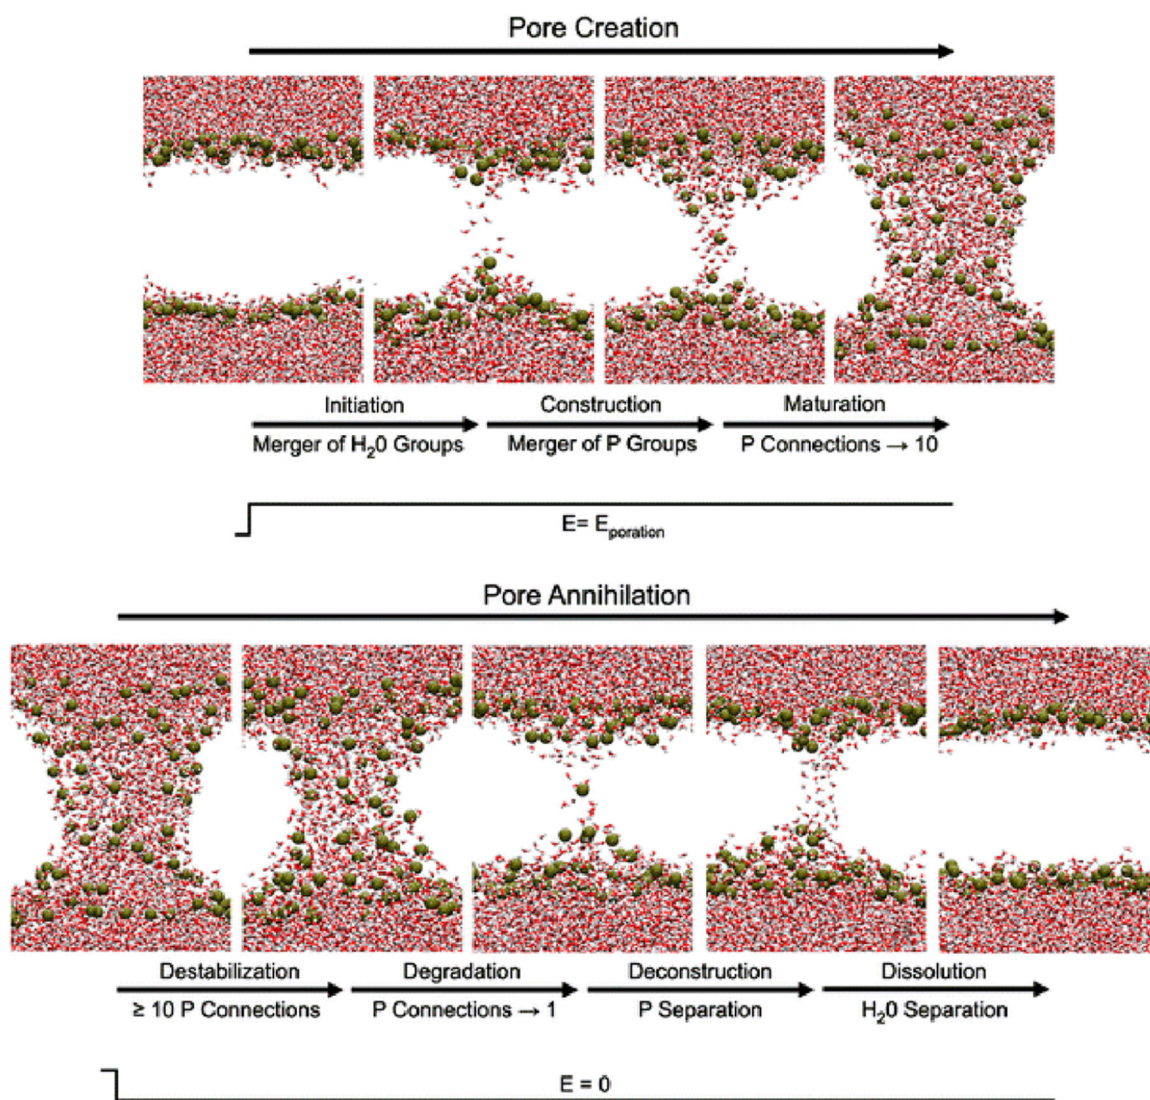 Pore Creation
Initiation Construction Maturation
Merger of H₂0 Groups Merger of P Groups P Connections → 10
E= E_poration
Pore Annihilation
Destabilization Degradation Deconstruction Dissolution
≥ 10 P Connections P Connections → 1 P Separation H₂0 Separation
E = 0